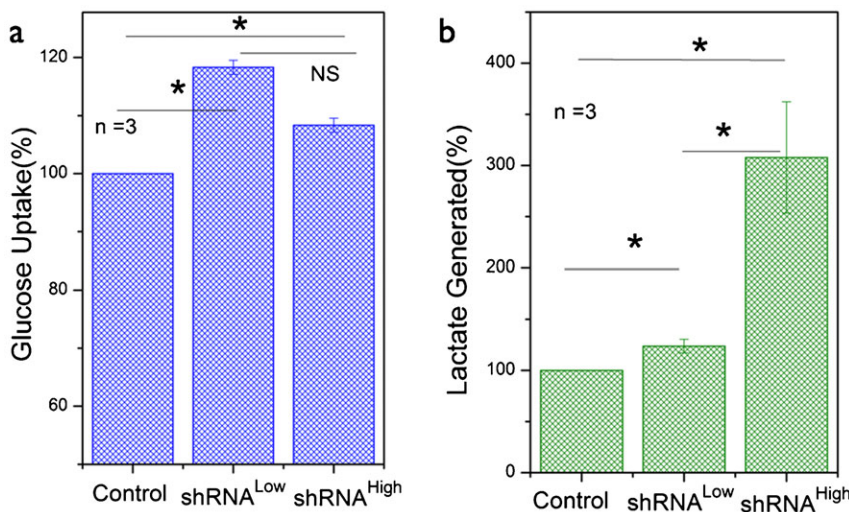 a
Glucose Uptake(%)
120
100
80
60
*
*
NS
n =3
Control
shRNA^Low
shRNA^High
b
Lactate Generated(%)
400
300
200
100
0
*
n =3
*
*
Control
shRNA^Low
shRNA^High